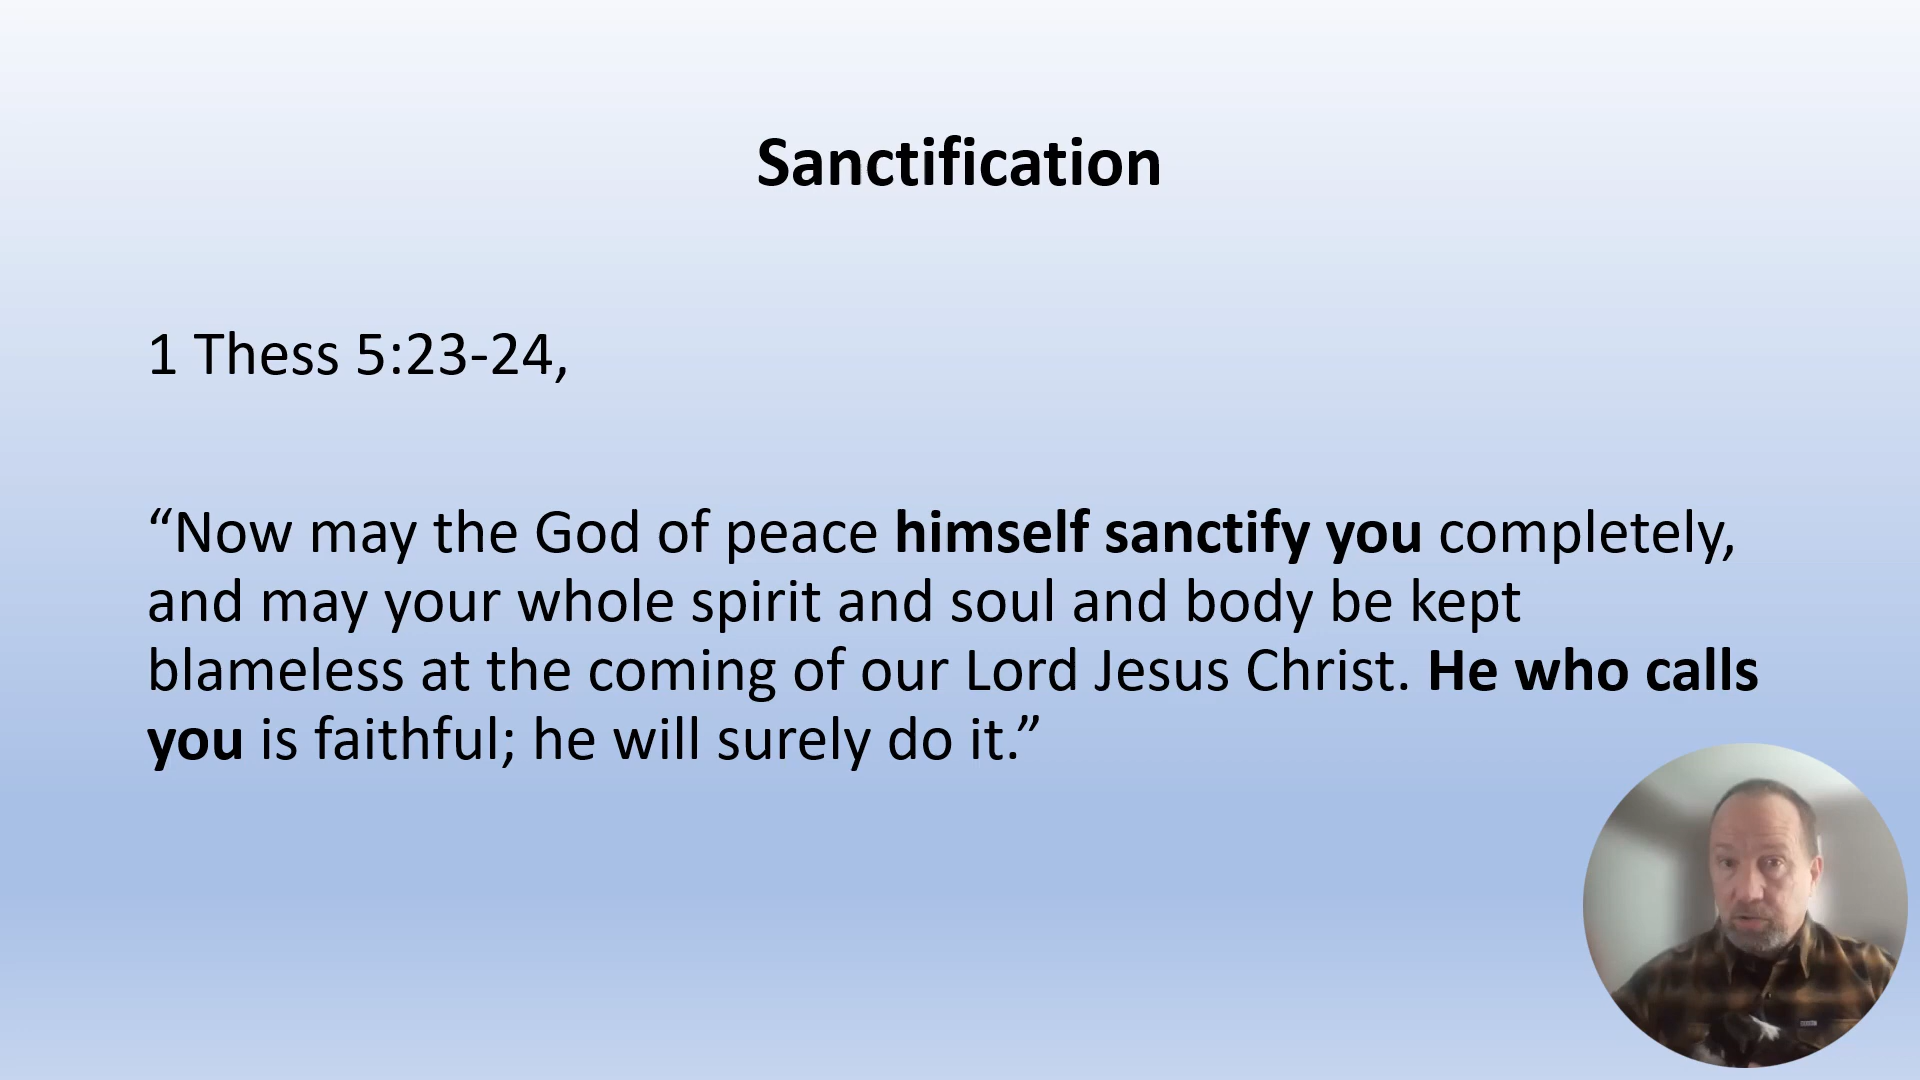 Sanctification
1 Thess 5:23-24,
“Now may the God of peace himself sanctify you completely,
and may your whole spirit and soul and body be kept
blameless at the coming of our Lord Jesus Christ. He who calls
you is faithful; he will surely do it.”